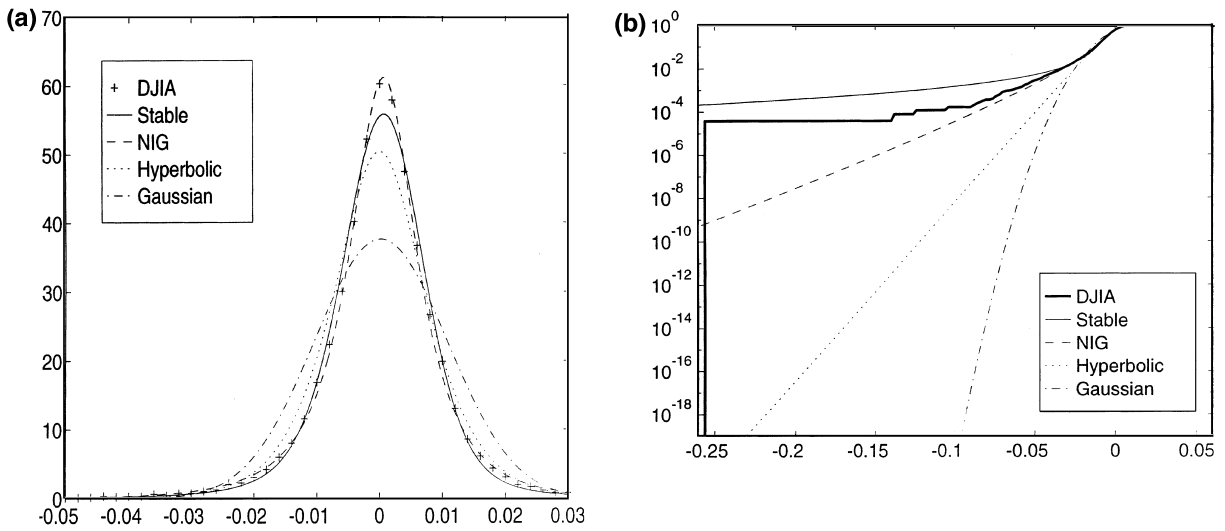 (a)
70
60
50
40
30
20
10
0
DJIA
Stable
NIG
Hyperbolic
Gaussian
-0.05 -0.04 -0.03 -0.02 -0.01 0 0.01 0.02 0.03
(b)
10^0
10^-2
10^-4
10^-6
10^-8
10^-10
10^-12
10^-14
10^-16
10^-18
DJIA
Stable
NIG
Hyperbolic
Gaussian
-0.25 -0.2 -0.15 -0.1 -0.05 0 0.05